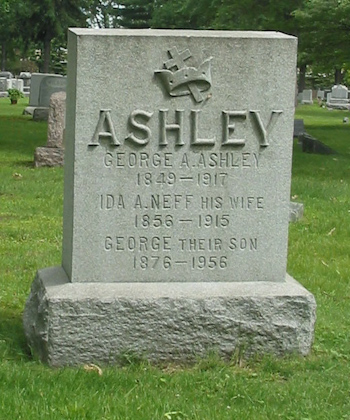 ASHLEY
GEORGE A. ASHLEY
1849 – 1917
IDA A. NEFF HIS WIFE
1856 – 1915
GEORGE THEIR SON
1876 – 1956